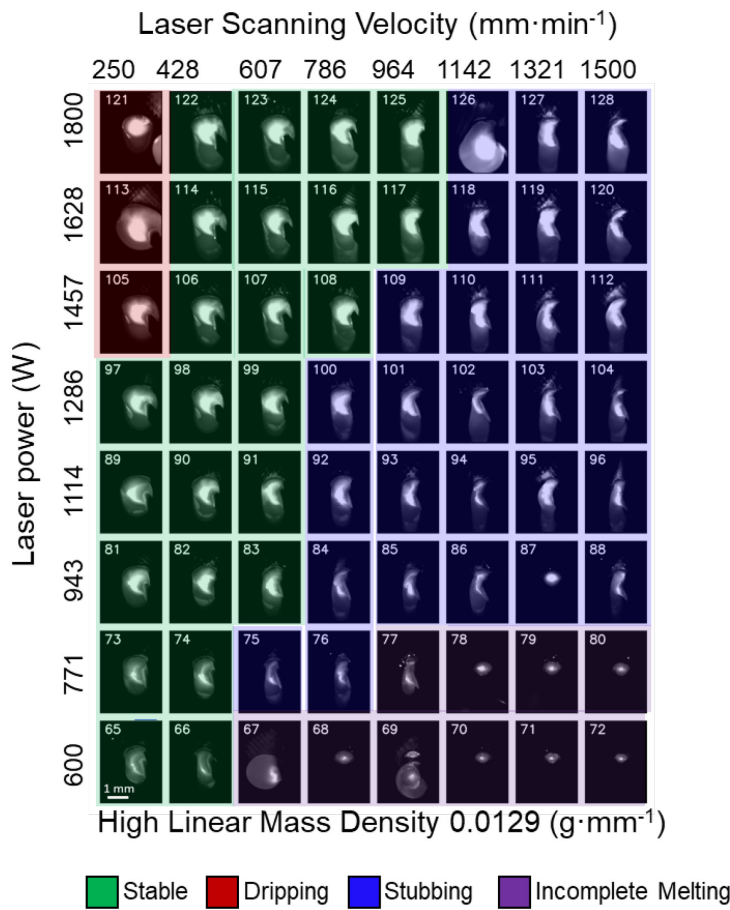 Laser Scanning Velocity (mm·min-1)
250 428 607 786 964 1142 1321 1500
Laser power (W)
1800
121 122 123 124 125 126 127 128
1628
113 114 115 116 117 118 119 120
1457
105 106 107 108 109 110 111 112
1286
97 98 99 100 101 102 103 104
1114
89 90 91 92 93 94 95 96
943
81 82 83 84 85 86 87 88
771
73 74 75 76 77 78 79 80
600
65 66 67 68 69 70 71 72
1 mm
High Linear Mass Density 0.0129 (g·mm-1)
Stable Dripping Stubbing Incomplete Melting